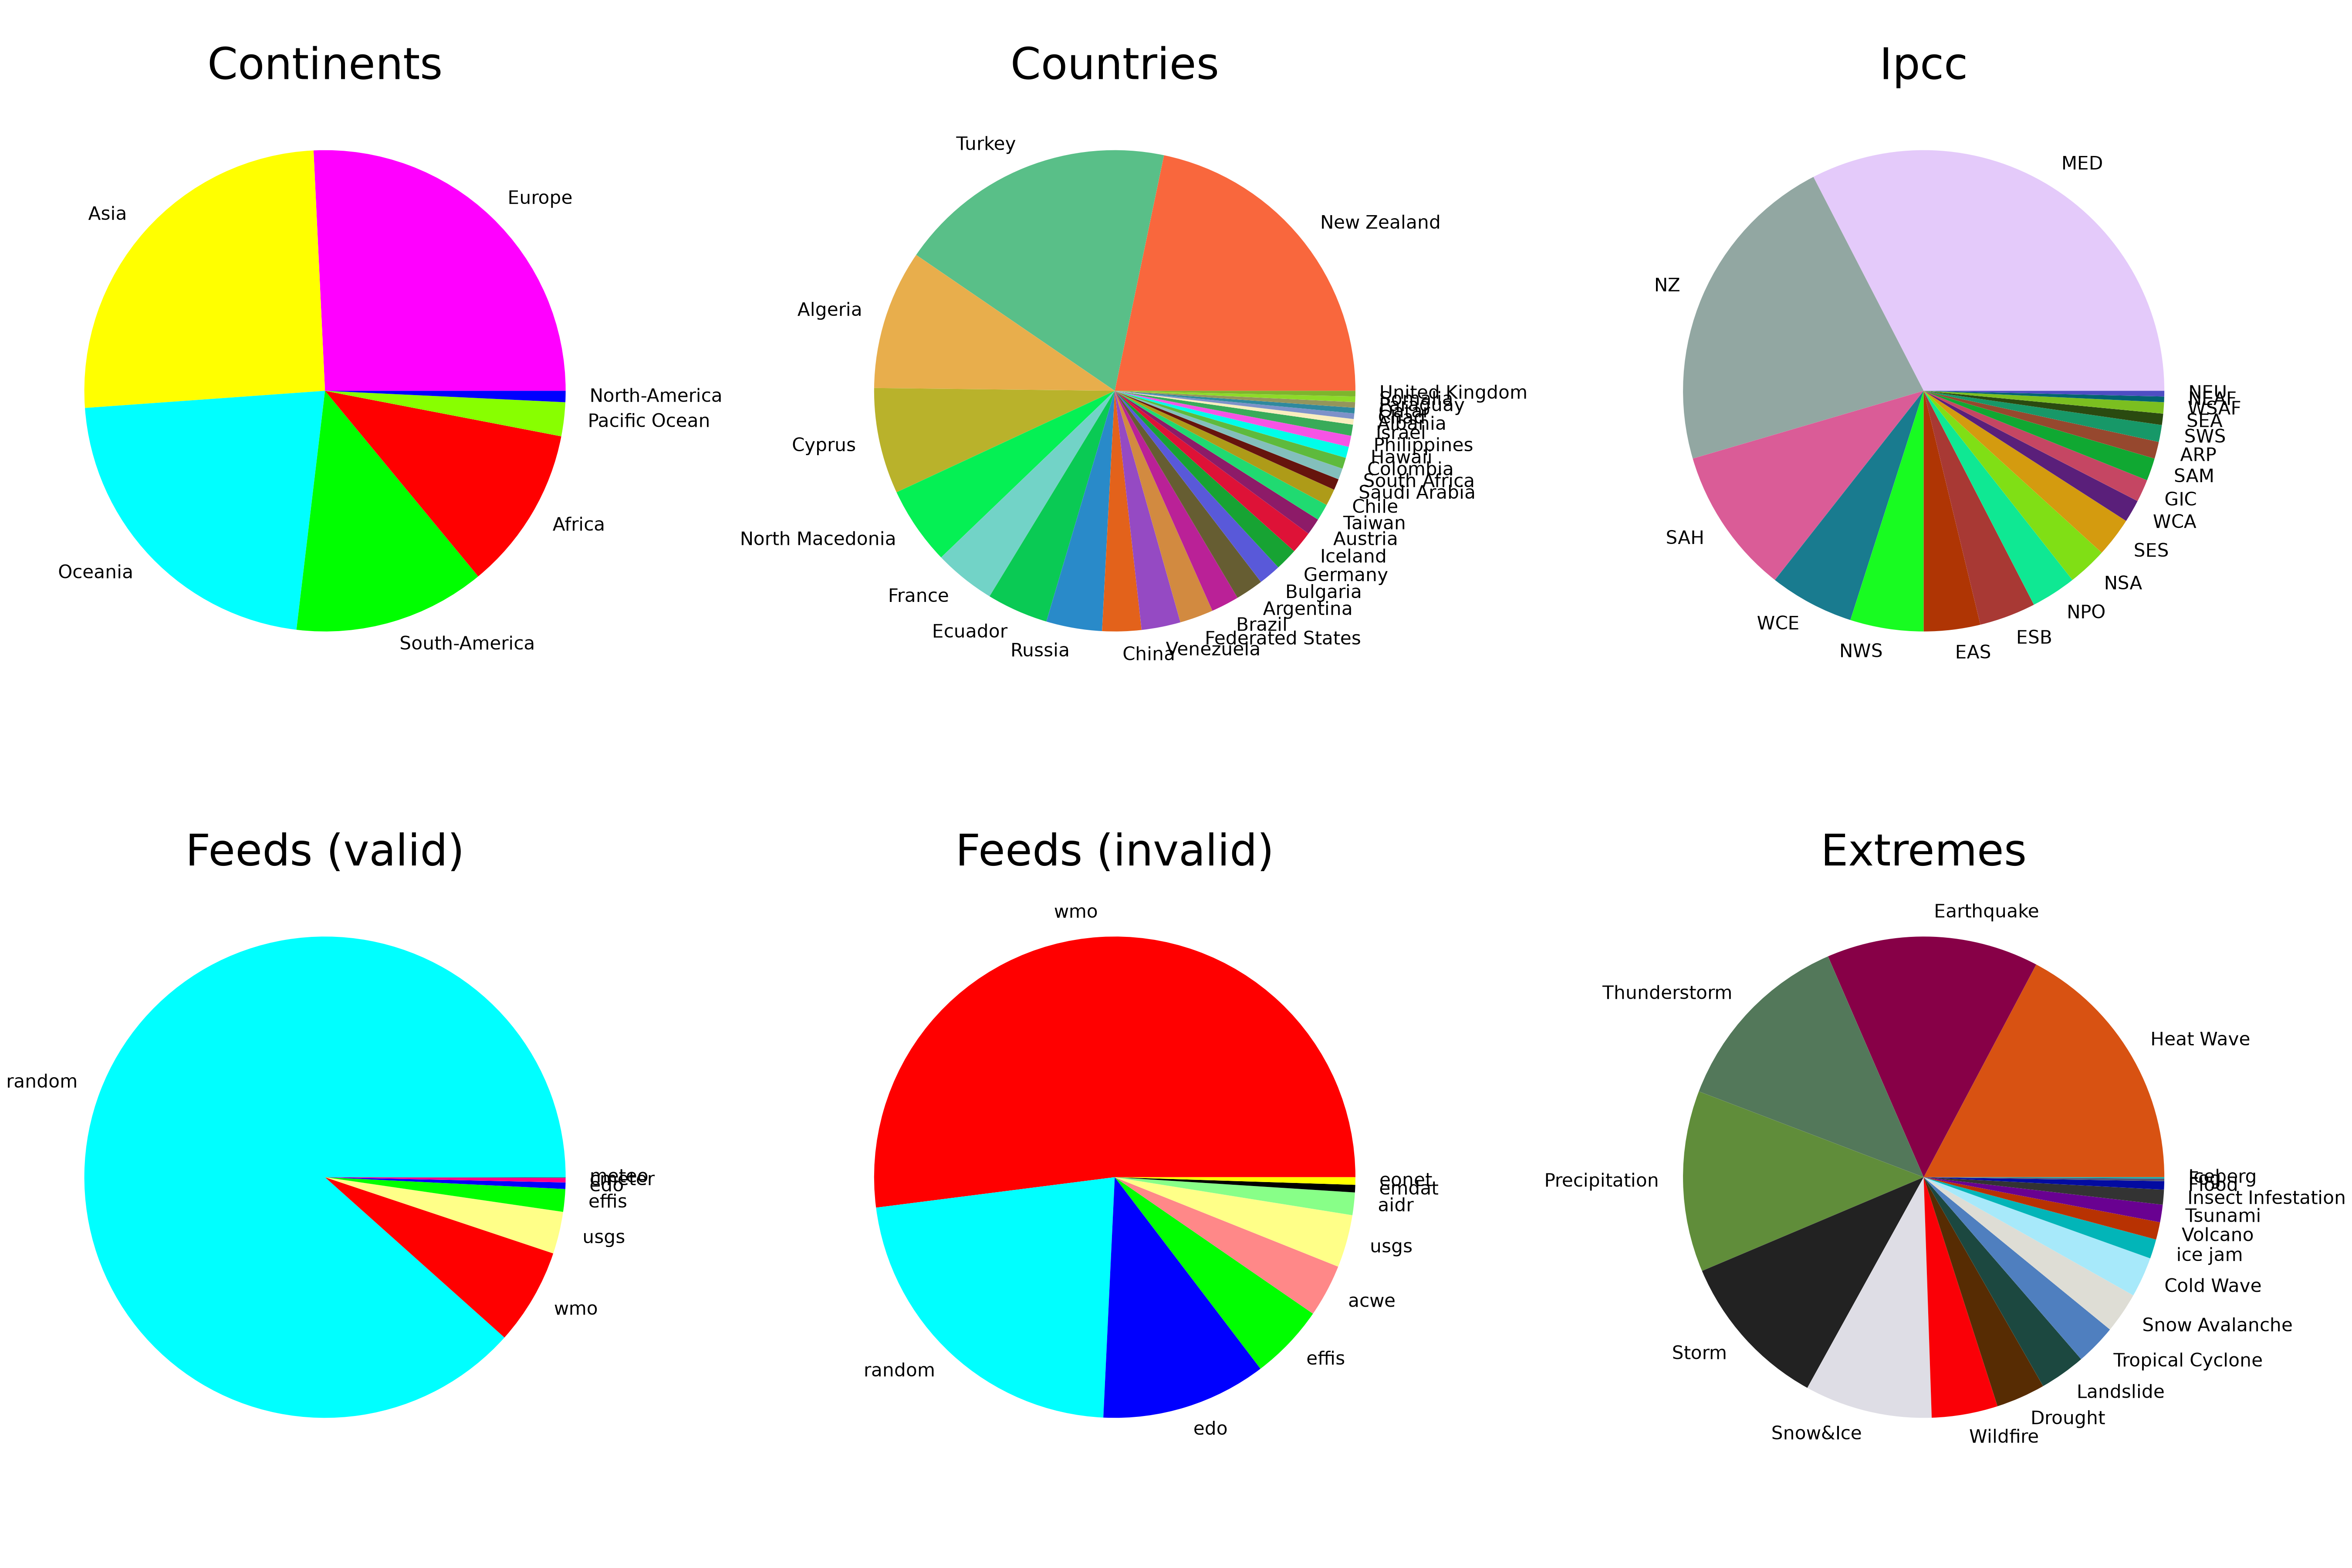 Continents
Europe
Asia
Oceania
South-America
Africa
Pacific Ocean
North-America
Countries
New Zealand
Turkey
Algeria
Cyprus
North Macedonia
France
Ecuador
Russia
China
Venezuela
Federated States
Brazil
Argentina
Bulgaria
Germany
Iceland
Austria
Taiwan
Chile
Saudi Arabia
South Africa
Colombia
Hawaii
Philippines
Israel
Albania
Paraguay
Somalia
United Kingdom
Ipcc
MED
NZ
SAH
WCE
NWS
EAS
ESB
NPO
NSA
SES
WCA
GIC
SAM
ARP
SWS
SEA
WSAF
NEU
Feeds (valid)
random
wmo
usgs
effis
edo
meteo
Feeds (invalid)
wmo
random
edo
effis
acwe
usgs
aidr
emdat
eonet
Extremes
Heat Wave
Earthquake
Thunderstorm
Precipitation
Storm
Snow&Ice
Wildfire
Drought
Landslide
Tropical Cyclone
Snow Avalanche
Cold Wave
ice jam
Volcano
Tsunami
Insect Infestation
Flood
Iceberg